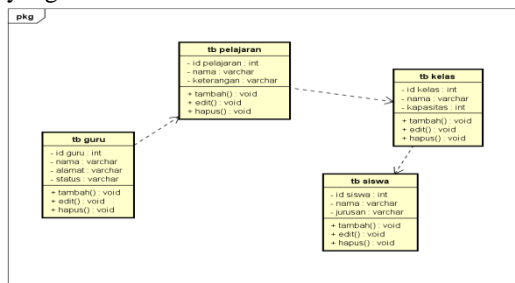 pkg
tb pelajaran
- id pelajaran : int
- nama : varchar
- keterangan : varchar
+ tambah() : void
+ edit() : void
+ hapus() : void
tb kelas
- id kelas : int
- nama : varchar
- kapasitas : int
+ tambah() : void
+ edit() : void
+ hapus() : void
tb guru
- id guru : int
- nama : varchar
- alamat : varchar
- status : varchar
+ tambah() : void
+ edit() : void
+ hapus() : void
tb siswa
- id siswa : int
- nama : varchar
- jurusan : varchar
+ tambah() : void
+ edit() : void
+ hapus() : void